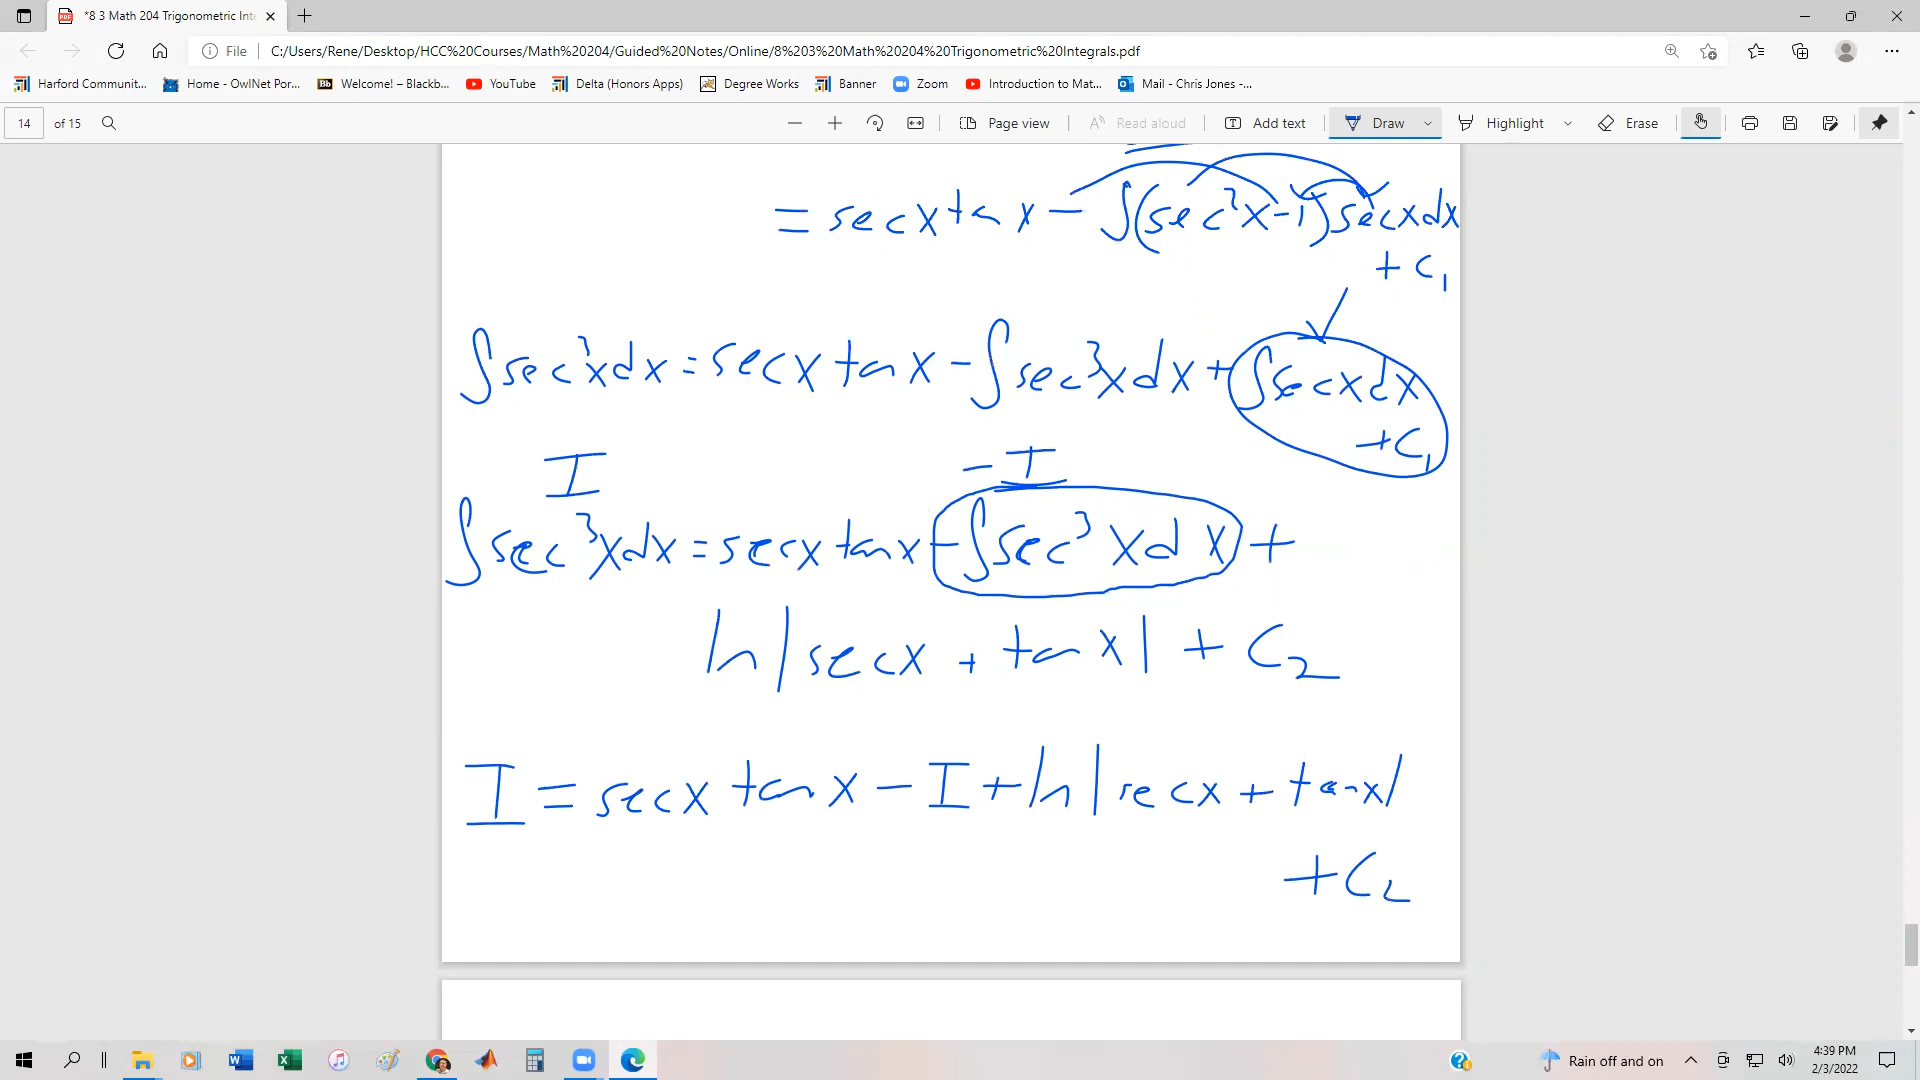 *8 3 Math 204 Trigonometric Inte
File C:/Users/Rene/Desktop/HCC%20Courses/Math%20204/Guided%20Notes/Online/8%203%20Math%20204%20Trigonometric%20Integrals.pdf
Harford Communit... Home - OwlNet Por... Welcome! – Blackb... YouTube Delta (Honors Apps) Degree Works Banner Zoom Introduction to Mat... Mail - Chris Jones -...
14 of 15 Page view Read aloud Add text Draw Highlight Erase
= secx tan x - ∫(sec²x-1)secxdx
+ C₁
∫sec³xdx = secx tan x - ∫sec³xdx + ∫secxdx
+C₁
I - I
∫sec³xdx = secx tanx - ∫sec³xdx +
ln|secx + tan x| + C₂
I = secx tanx - I + ln|secx + tanx|
+C₂
Rain off and on 4:39 PM
2/3/2022